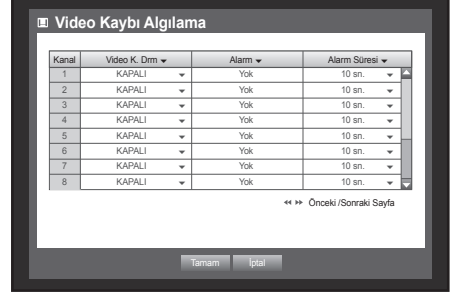 Video Kaybı Algılama
Kanal Video K. Drm Alarm Alarm Süresi
1 KAPALI Yok 10 sn.
2 KAPALI Yok 10 sn.
3 KAPALI Yok 10 sn.
4 KAPALI Yok 10 sn.
5 KAPALI Yok 10 sn.
6 KAPALI Yok 10 sn.
7 KAPALI Yok 10 sn.
8 KAPALI Yok 10 sn.
Önceki /Sonraki Sayfa
Tamam İptal